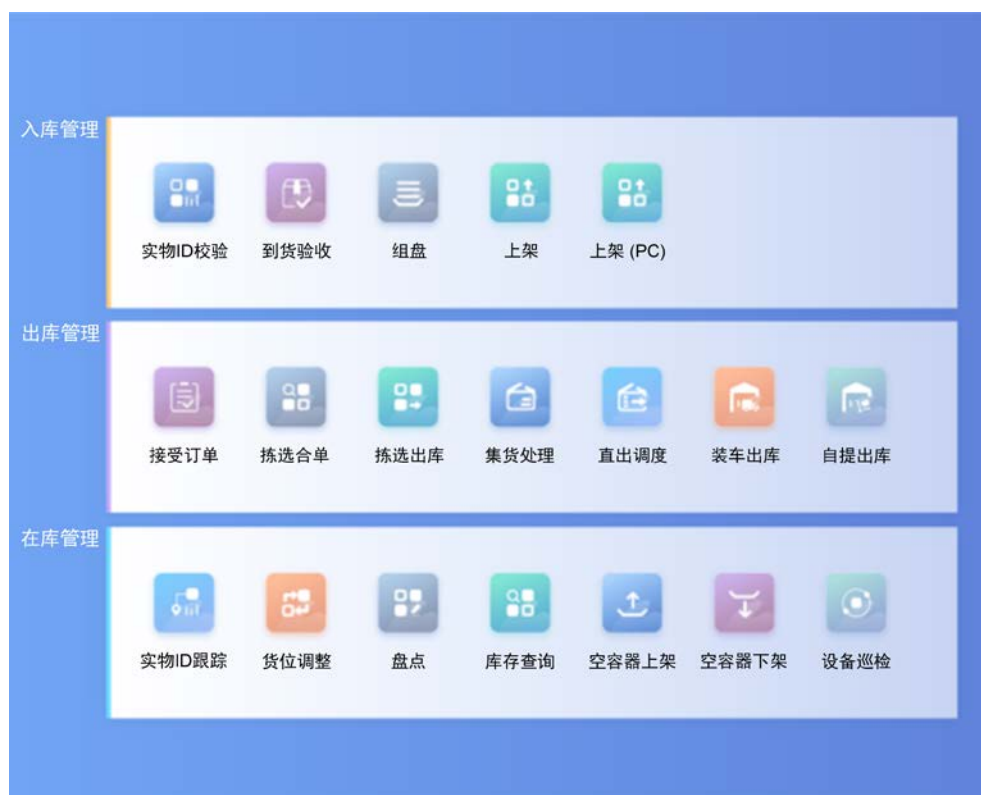 入库管理
实物ID校验 到货验收 组盘 上架 上架 (PC)
出库管理
接受订单 拣选合单 拣选出库 集货处理 直出调度 装车出库 自提出库
在库管理
实物ID跟踪 货位调整 盘点 库存查询 空容器上架 空容器下架 设备巡检